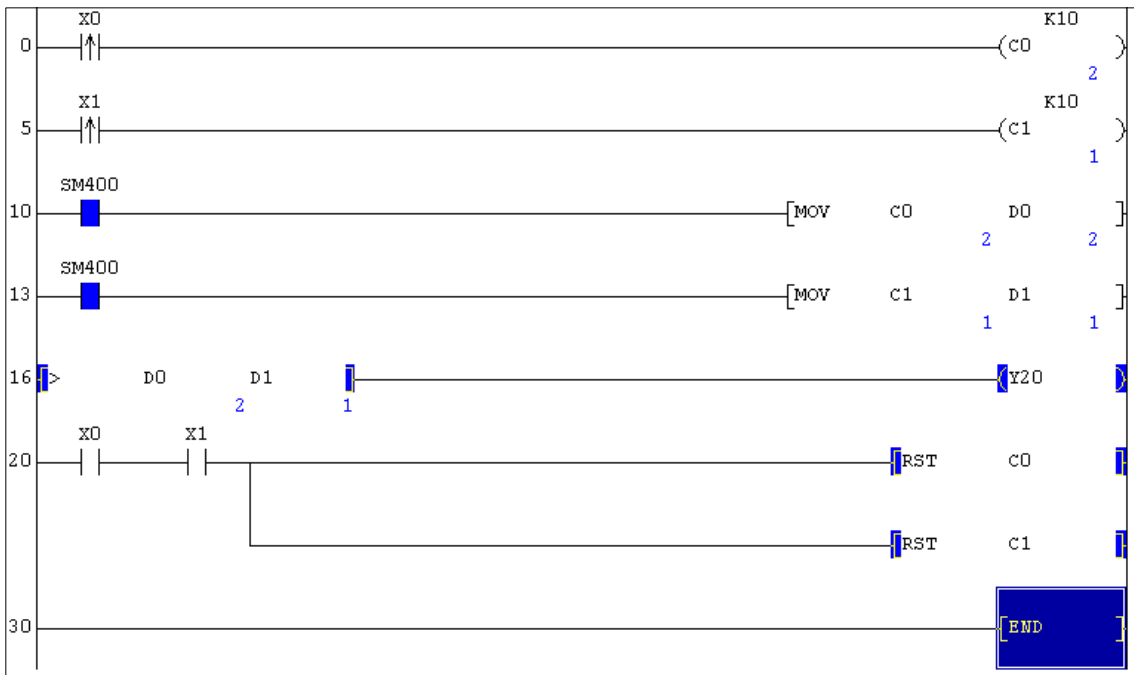 X0 K10
0 C0
2
X1 K10
5 C1
1
SM400
10 MOV C0 D0
2 2
SM400
13 MOV C1 D1
1 1
16 > D0 D1 Y20
2 1
X0 X1
20 RST C0
RST C1
30 END